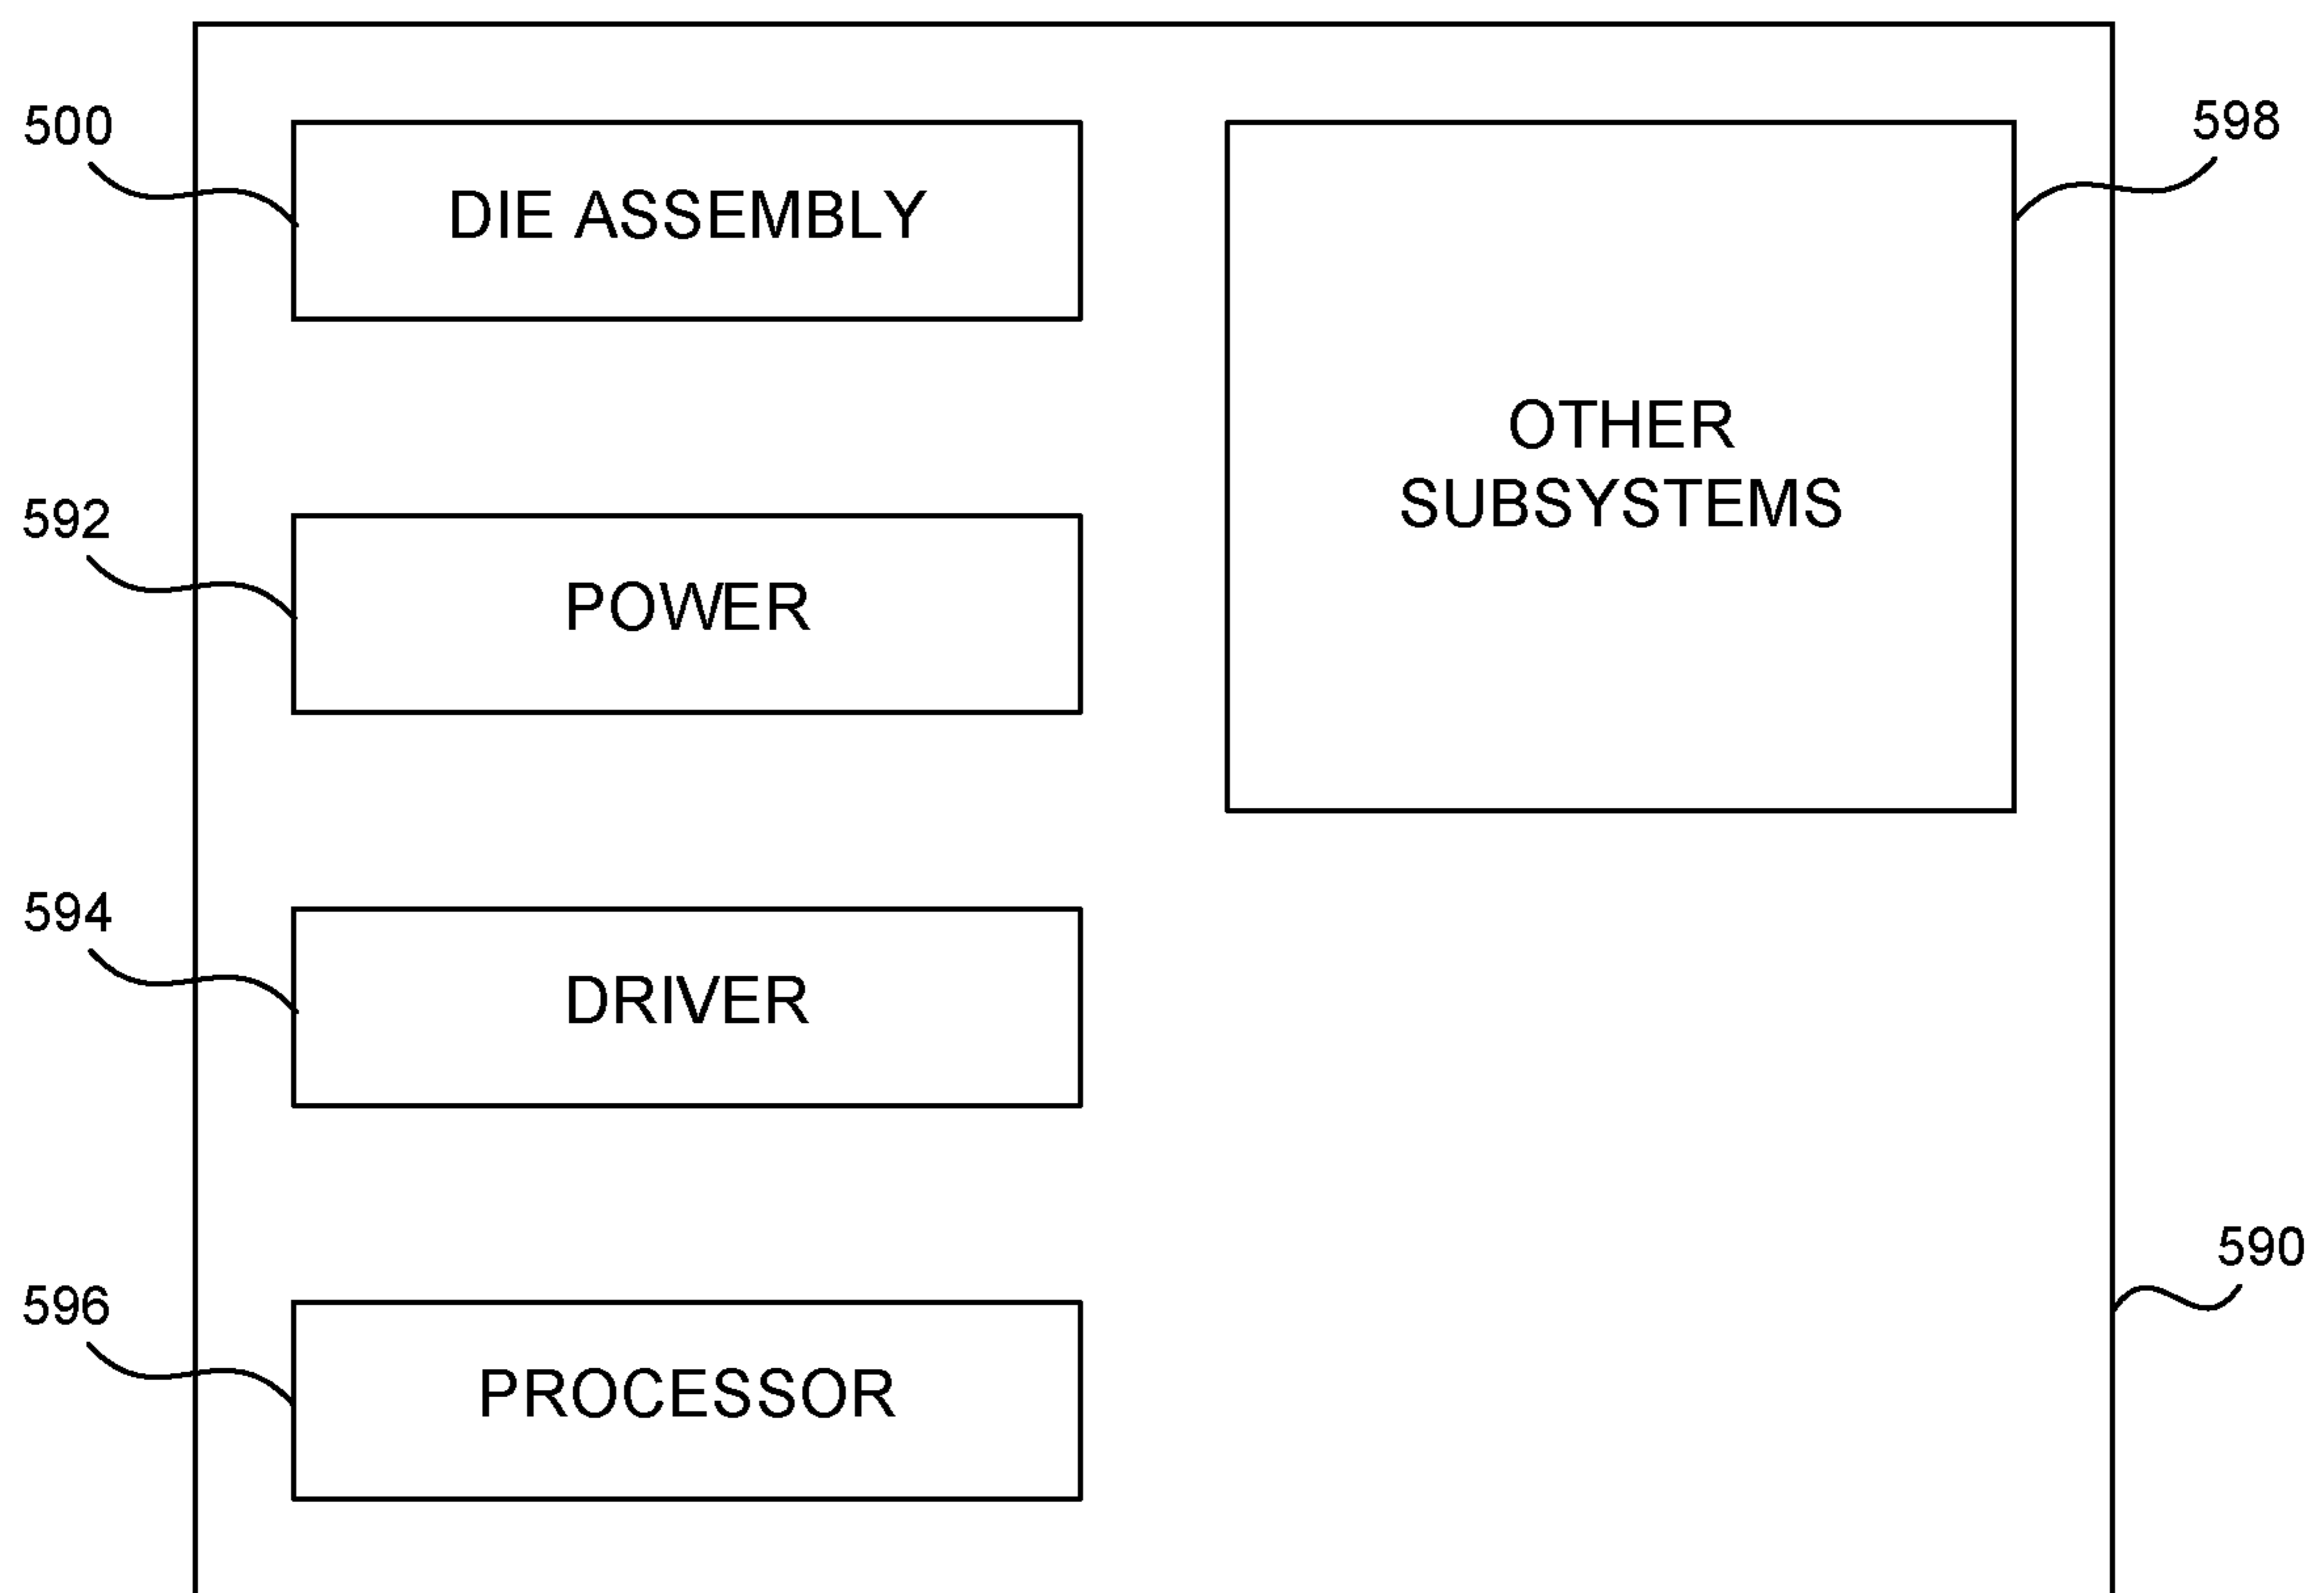 500
DIE ASSEMBLY
598
OTHER
SUBSYSTEMS
592
POWER
594
DRIVER
590
596
PROCESSOR